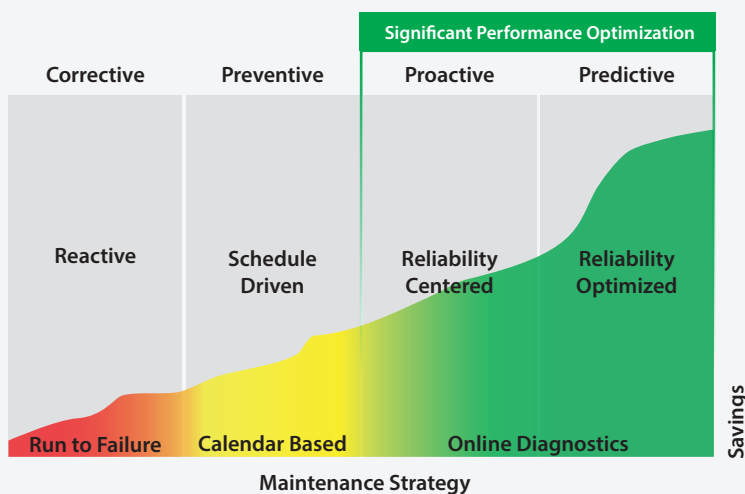 Significant Performance Optimization
Corrective
Preventive
Proactive
Predictive
Reactive
Schedule
Driven
Reliability
Centered
Reliability
Optimized
Run to Failure
Calendar Based
Online Diagnostics
Savings
Maintenance Strategy